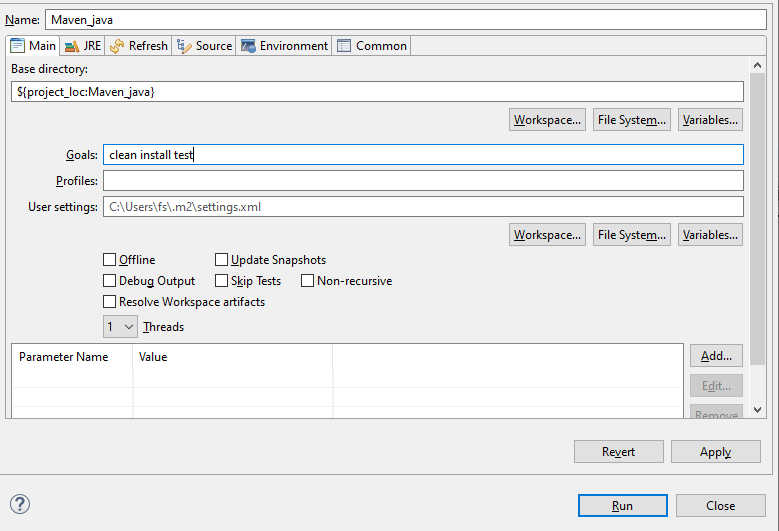 Name: Maven_java
Main JRE Refresh Source Environment Common
Base directory:
${project_loc:Maven_java}
Workspace... File System... Variables...
Goals: clean install test
Profiles:
User settings: C:\Users\fs\.m2\settings.xml
Workspace... File System... Variables...
Offline Update Snapshots
Debug Output Skip Tests Non-recursive
Resolve Workspace artifacts
1 Threads
Parameter Name Value Add...
Edit...
Remove
Revert Apply
? Run Close